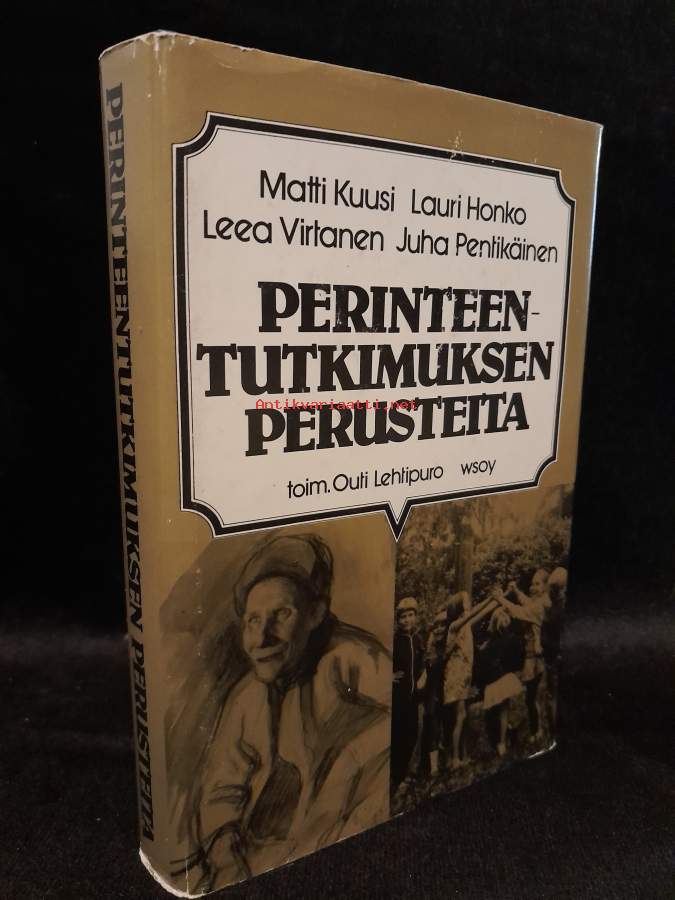 PERINTEENTUTKIMUKSEN PERUSTEITA
Matti Kuusi Lauri Honko
Leea Virtanen Juha Pentikäinen
PERINTEEN-
TUTKIMUKSEN
Antikvariaatti.net
PERUSTEITA
toim. Outi Lehtipuro wsoy